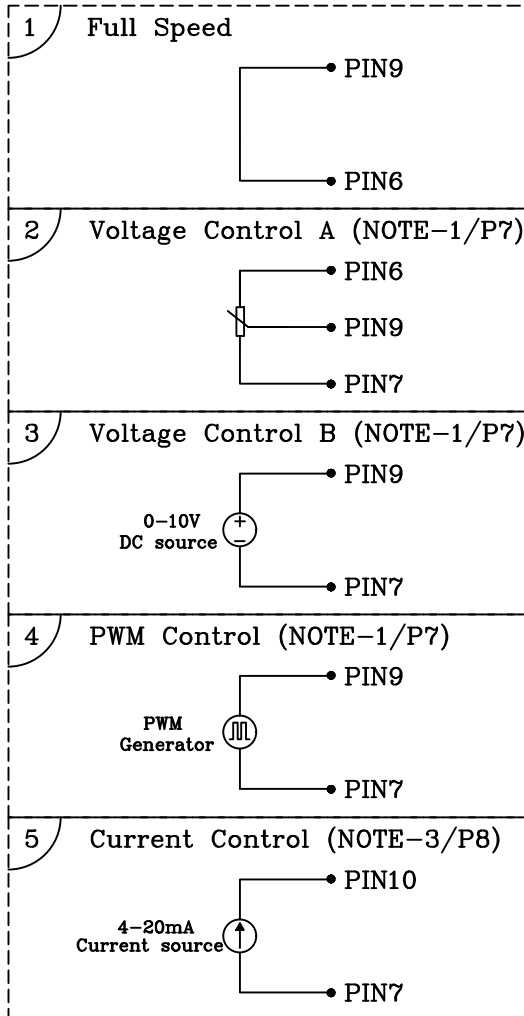 1 Full Speed
PIN9
PIN6
2 Voltage Control A (NOTE-1/P7)
PIN6
PIN9
PIN7
3 Voltage Control B (NOTE-1/P7)
PIN9
0-10V
DC source
+
-
PIN7
4 PWM Control (NOTE-1/P7)
PIN9
PWM
Generator
PIN7
5 Current Control (NOTE-3/P8)
PIN10
4-20mA
Current source
PIN7